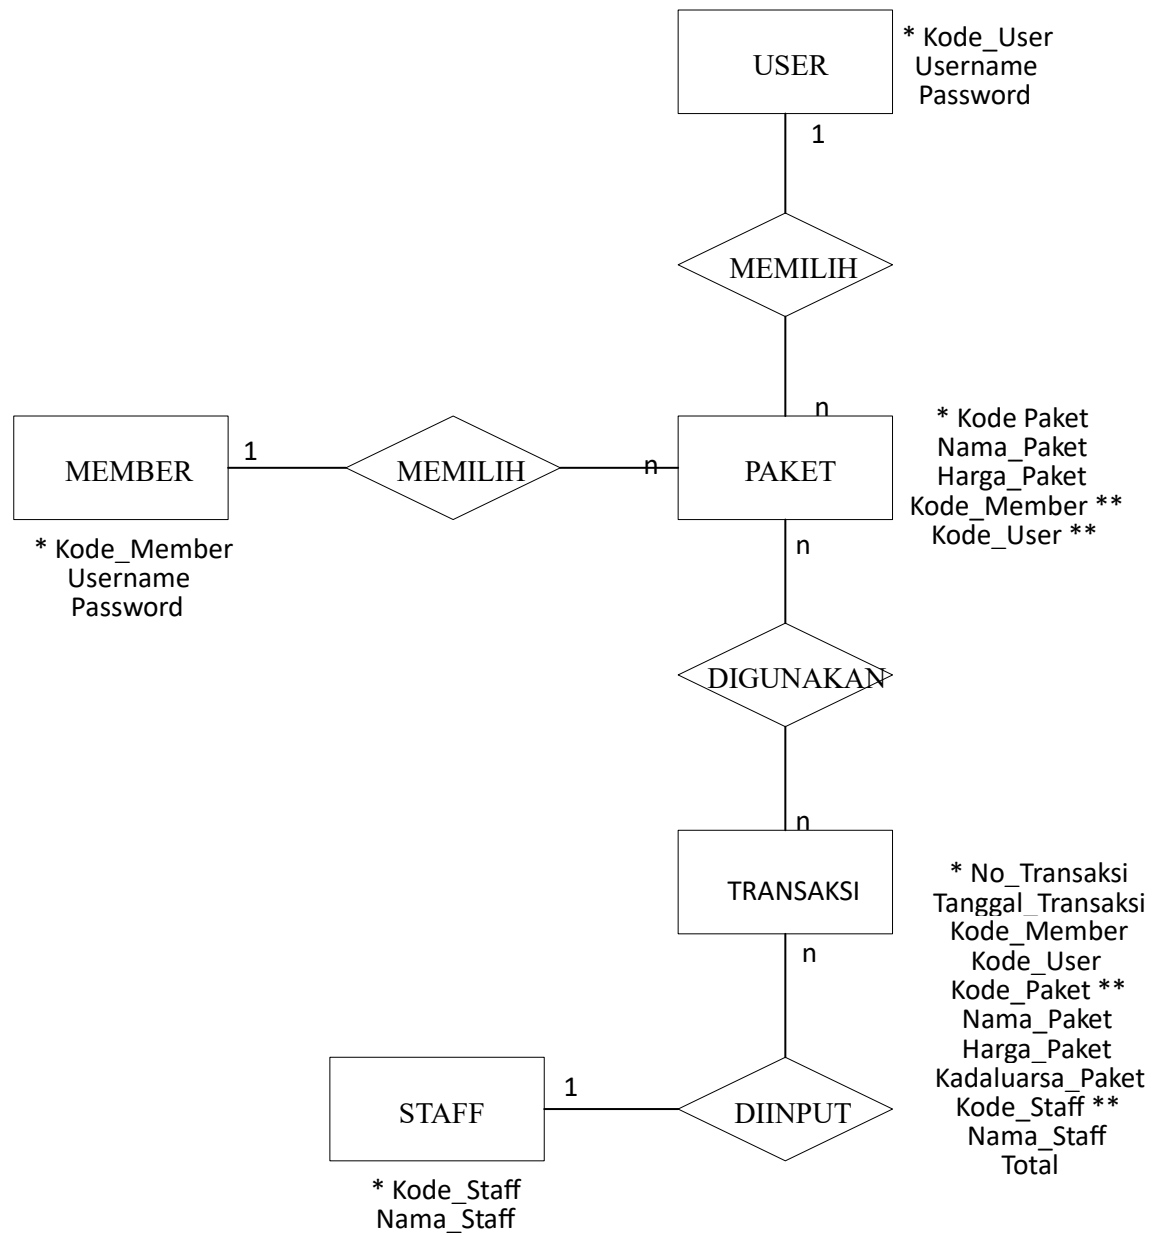 USER
* Kode_User
Username
Password
1
MEMILIH
n
MEMBER
1
MEMILIH
n
PAKET
* Kode Paket
Nama_Paket
Harga_Paket
Kode_Member **
Kode_User **
* Kode_Member
Username
Password
n
DIGUNAKAN
n
TRANSAKSI
* No_Transaksi
Tanggal_Transaksi
Kode_Member
Kode_User
Kode_Paket **
Nama_Paket
Harga_Paket
Kadaluarsa_Paket
Kode_Staff **
Nama_Staff
Total
n
STAFF
1
DIINPUT
* Kode_Staff
Nama_Staff